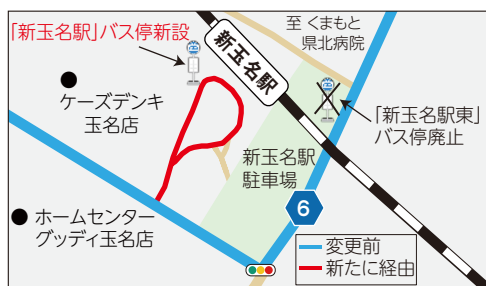 「新玉名駅」バス停新設
至 くまもと
県北病院
新玉名駅
ケーズデンキ
玉名店
「新玉名駅東」
バス停廃止
新玉名駅
駐車場
6
ホームセンター
グッディ玉名店
変更前
新たに経由